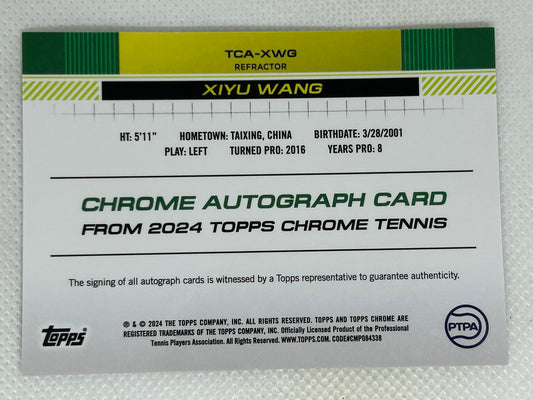 TCA-XWG
REFRACTOR
XIYU WANG
HT: 5'11" HOMETOWN: TAIXING, CHINA BIRTHDATE: 3/28/2001
PLAY: LEFT TURNED PRO: 2016 YEARS PRO: 8
CHROME AUTOGRAPH CARD
FROM 2024 TOPPS CHROME TENNIS
The signing of all autograph cards is witnessed by a Topps representative to guarantee authenticity.
® & © 2024 THE TOPPS COMPANY, INC. ALL RIGHTS RESERVED. TOPPS AND TOPPS CHROME ARE
REGISTERED TRADEMARKS OF THE TOPPS COMPANY, INC. Officially Licensed Product of the Professional
Tennis Players Association. All Rights Reserved. WWW.TOPPS.COM. CODE#CMP084338
Topps
PTPA